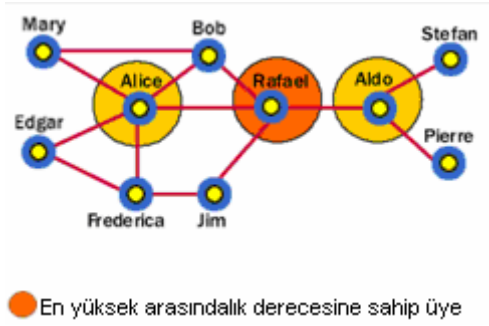 Mary
Bob
Stefan
Alice
Rafael
Aldo
Edgar
Pierre
Frederica
Jim
En yüksek arasındalık derecesine sahip üye